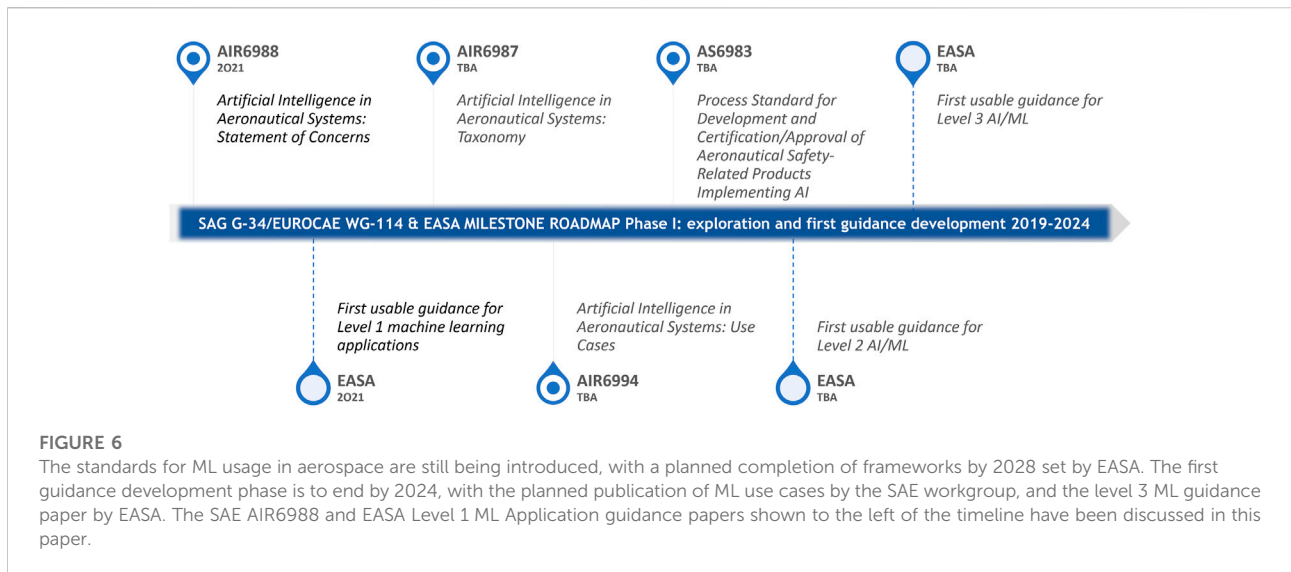 AIR6988
2021
Artificial Intelligence in
Aeronautical Systems:
Statement of Concerns
AIR6987
TBA
Artificial Intelligence in
Aeronautical Systems:
Taxonomy
AS6983
TBA
Process Standard for
Development and
Certification/Approval of
Aeronautical Safety-
Related Products
Implementing AI
EASA
TBA
First usable guidance for
Level 3 AI/ML
SAG G-34/EUROCAE WG-114 & EASA MILESTONE ROADMAP Phase I: exploration and first guidance development 2019-2024
First usable guidance for
Level 1 machine learning
applications
EASA
2021
Artificial Intelligence in
Aeronautical Systems: Use
Cases
AIR6994
TBA
First usable guidance for
Level 2 AI/ML
EASA
TBA
FIGURE 6
The standards for ML usage in aerospace are still being introduced, with a planned completion of frameworks by 2028 set by EASA. The first
guidance development phase is to end by 2024, with the planned publication of ML use cases by the SAE workgroup, and the level 3 ML guidance
paper by EASA. The SAE AIR6988 and EASA Level 1 ML Application guidance papers shown to the left of the timeline have been discussed in this
paper.